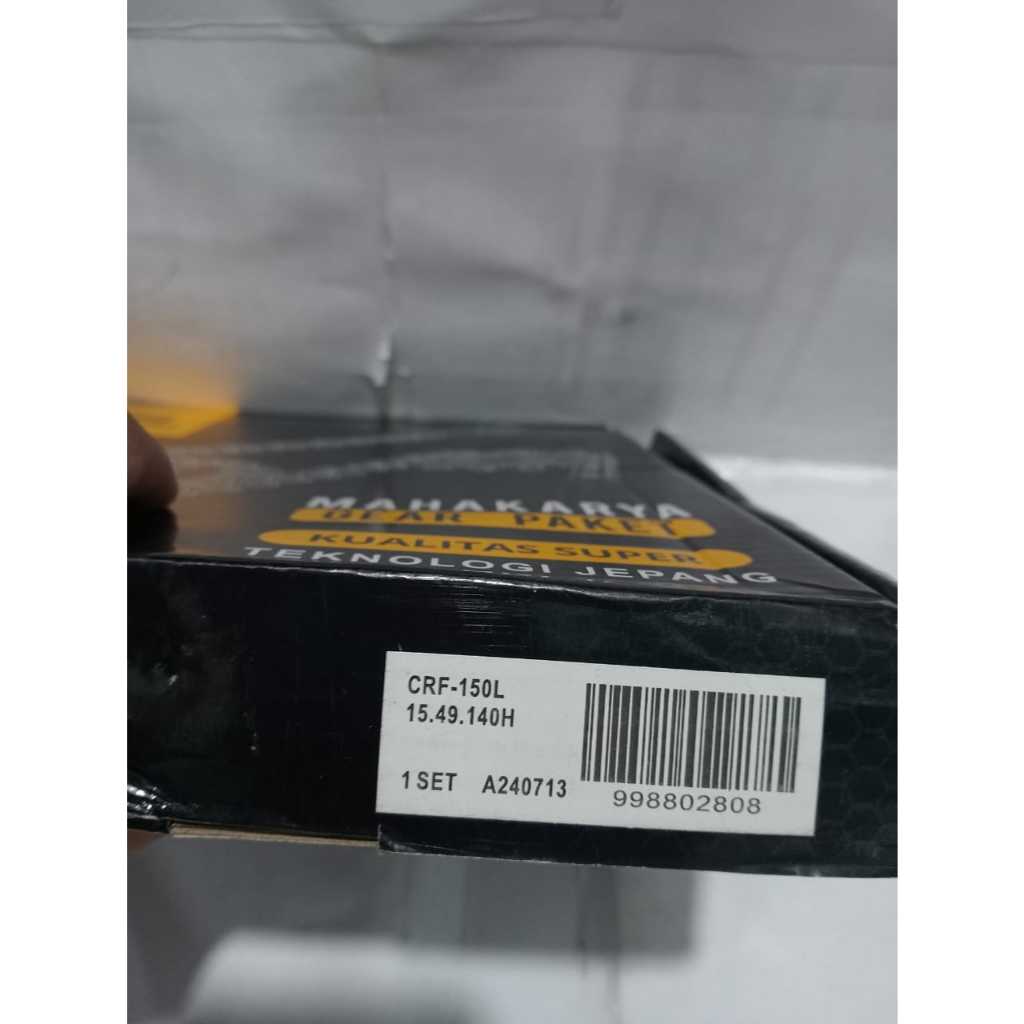 MAHAKARYA
GEAR PAKET
KUALITAS SUPER
TEKNOLOGI JEPANG
CRF-150L
15.49.140H
1 SET A240713
998802808